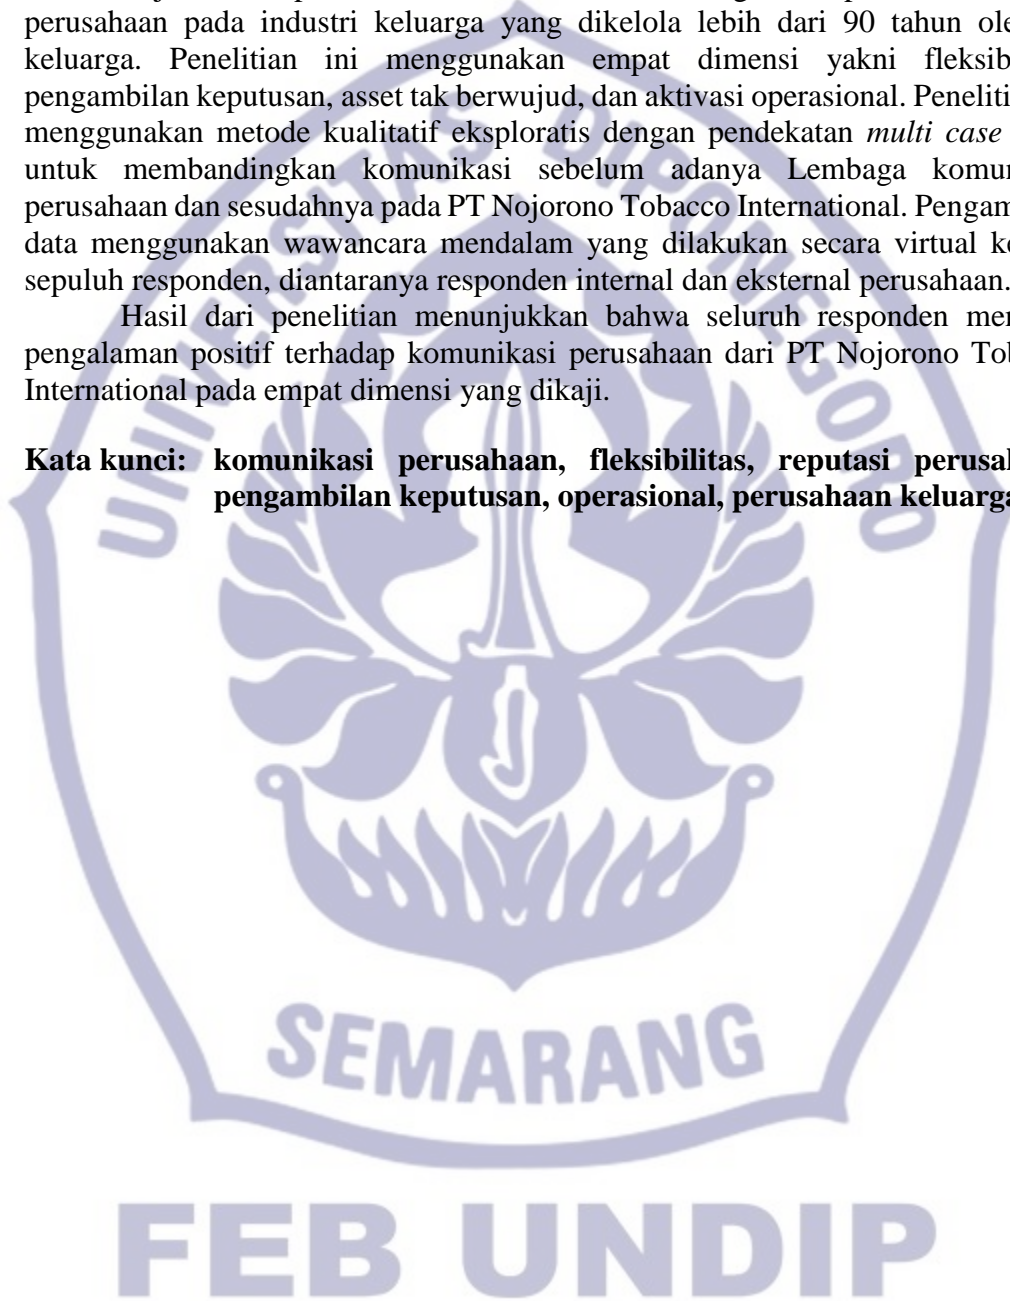 perusahaan pada industri keluarga yang dikelola lebih dari 90 tahun ole
keluarga. Penelitian ini menggunakan empat dimensi yakni fleksib
pengambilan keputusan, asset tak berwujud, dan aktivasi operasional. Peneliti
menggunakan metode kualitatif eksploratis dengan pendekatan multi case
untuk membandingkan komunikasi sebelum adanya Lembaga komu
perusahaan dan sesudahnya pada PT Nojorono Tobacco International. Pengam
data menggunakan wawancara mendalam yang dilakukan secara virtual k
sepuluh responden, diantaranya responden internal dan eksternal perusahaan.
Hasil dari penelitian menunjukkan bahwa seluruh responden mem
pengalaman positif terhadap komunikasi perusahaan dari PT Nojorono Tob
International pada empat dimensi yang dikaji.
Kata kunci: komunikasi perusahaan, fleksibilitas, reputasi perusah
pengambilan keputusan, operasional, perusahaan keluarga
UNIVERSITAS DIPONEGORO
SEMARANG
FEB UNDIP